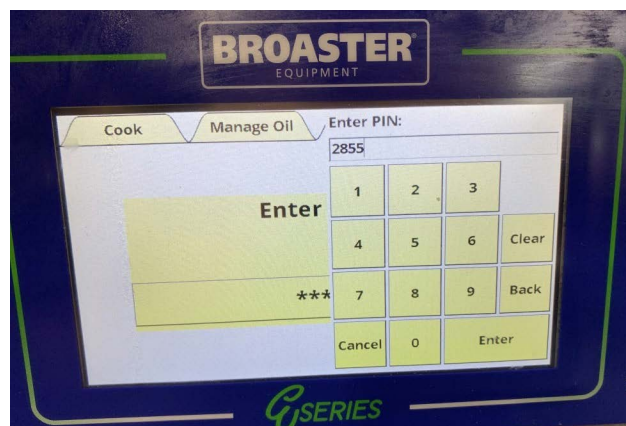 BROASTER
EQUIPMENT
Cook
Manage Oil
Enter PIN:
2855
Enter
***
1 2 3
4 5 6 Clear
7 8 9 Back
Cancel 0 Enter
G SERIES